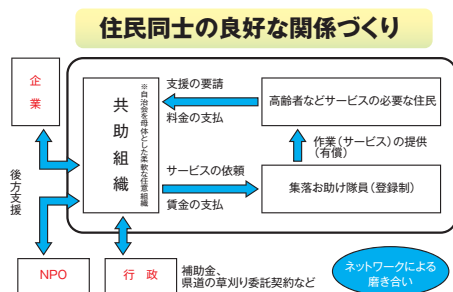 住民同士の良好な関係づくり
企業
共助組織
※自治会を母体とした柔軟な任意組織
支援の要請
料金の支払
高齢者などサービスの必要な住民
作業(サービス)の提供
(有償)
サービスの依頼
賃金の支払
集落お助け隊員(登録制)
後方支援
NPO
行政
補助金、
県道の草刈り委託契約など
ネットワークによる
磨き合い